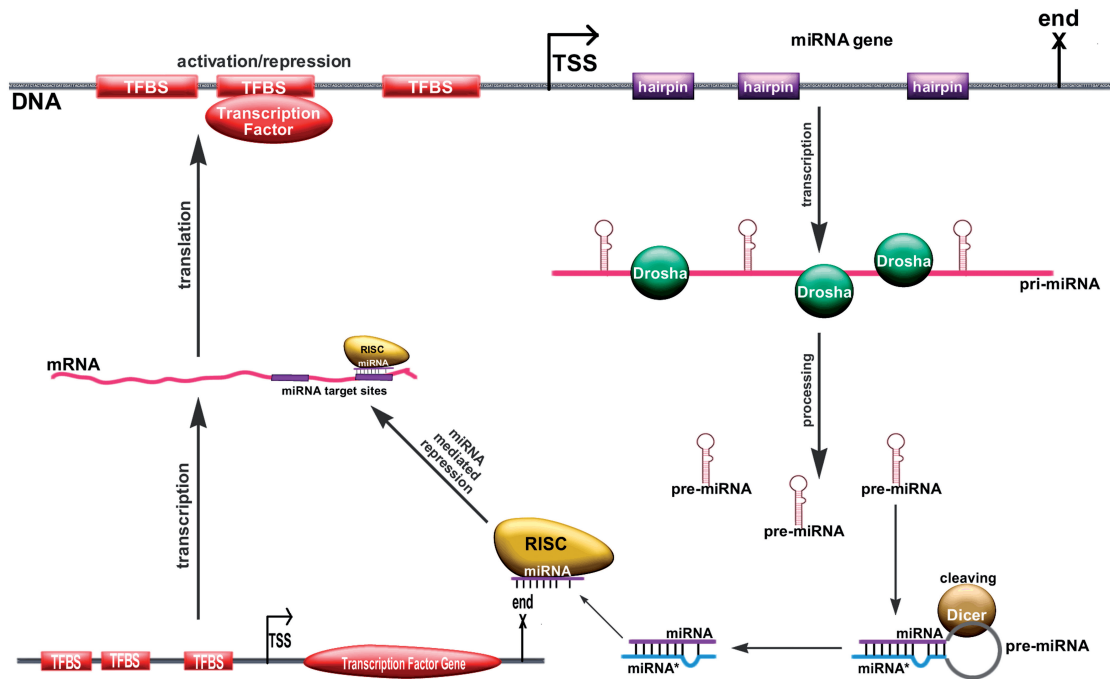 end
X
miRNA gene
TSS
activation/repression
TFBS
TFBS
TFBS
hairpin
hairpin
hairpin
DNA
Transcription
Factor
transcription
translation
Drosha
Drosha
Drosha
pri-miRNA
mRNA
RISC
miRNA
miRNA target sites
processing
miRNA
mediated
repression
pre-miRNA
pre-miRNA
pre-miRNA
transcription
RISC
miRNA
cleaving
Dicer
end
X
TSS
miRNA
miRNA*
miRNA
miRNA*
pre-miRNA
TFBS
TFBS
TFBS
Transcription Factor Gene